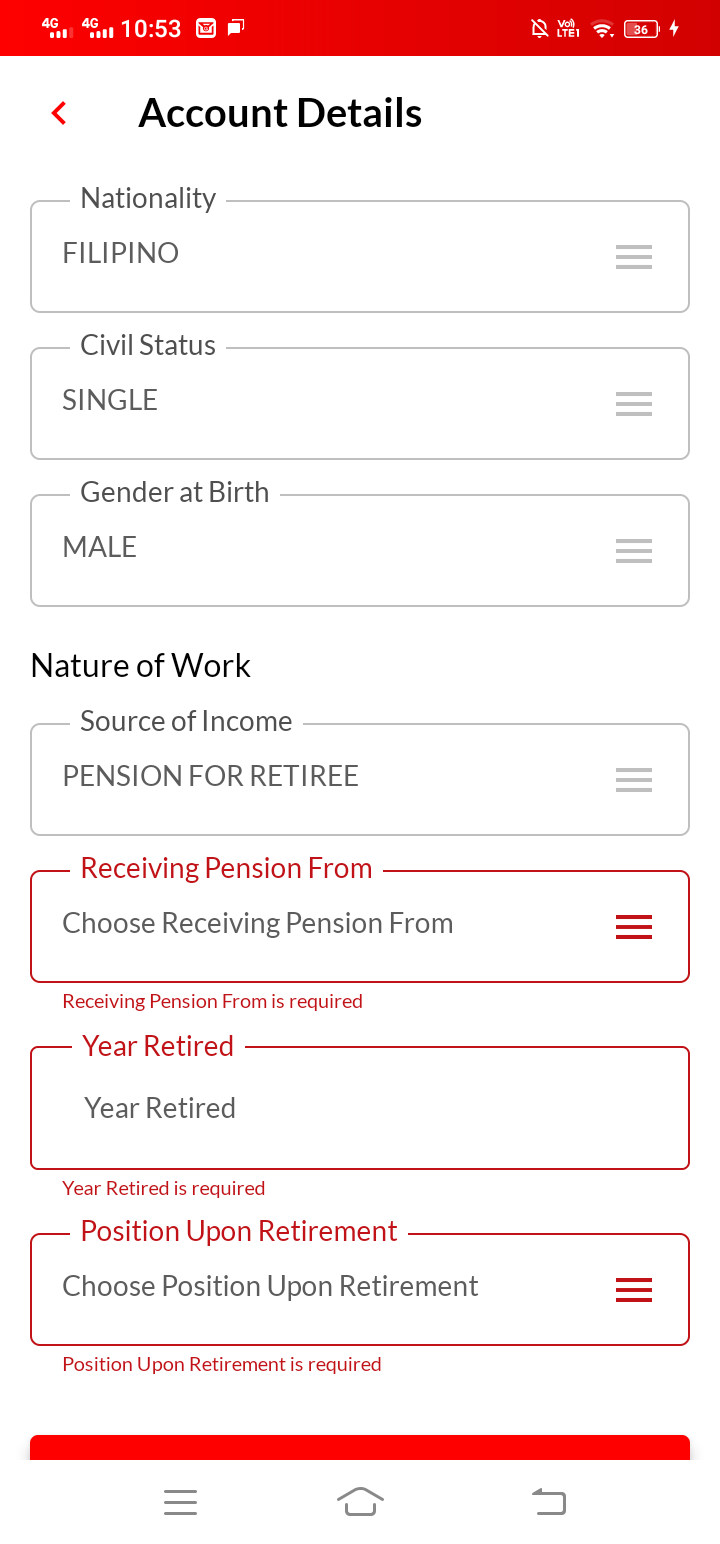 4G 4G 10:53 Vo) LTE1 36
Account Details
Nationality
FILIPINO
Civil Status
SINGLE
Gender at Birth
MALE
Nature of Work
Source of Income
PENSION FOR RETIREE
Receiving Pension From
Choose Receiving Pension From
Receiving Pension From is required
Year Retired
Year Retired
Year Retired is required
Position Upon Retirement
Choose Position Upon Retirement
Position Upon Retirement is required